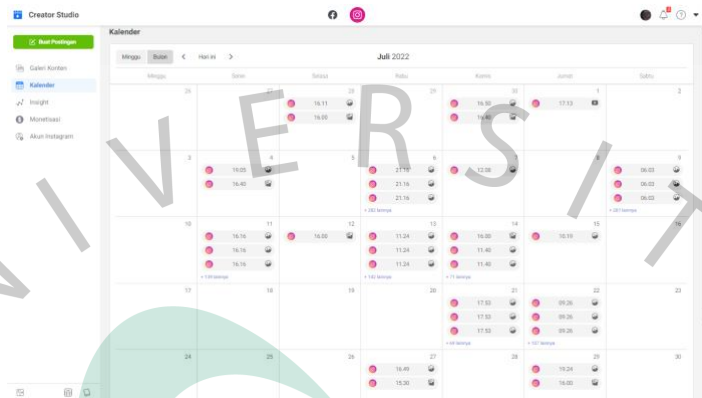 Creator Studio
Buat Postingan
Galeri Konten
Kalender
Insight
Monetisasi
Akun Instagram
Kalender
Minggu Bulan Hari ini
Juli 2022
Minggu Senin Selasa Rabu Kamis Jumat Sabtu
26 27 28 29 30 1 2
16.11 16.50 17.13
16.00 16.40
3 4 5 6 7 8 9
19.05 21.16 12.08 06.03
16.40 21.16 06.03
21.16 06.03
10 11 12 13 14 15 16
16.16 16.00 11.24 16.00 18.19
16.16 11.24 11.40
16.16 11.24 11.40
17 18 19 20 21 22 23
17.53 09.26
17.53 09.26
17.53 09.26
24 25 26 27 28 29 30
16.49 19.24
15.30 16.00
IVERSIT